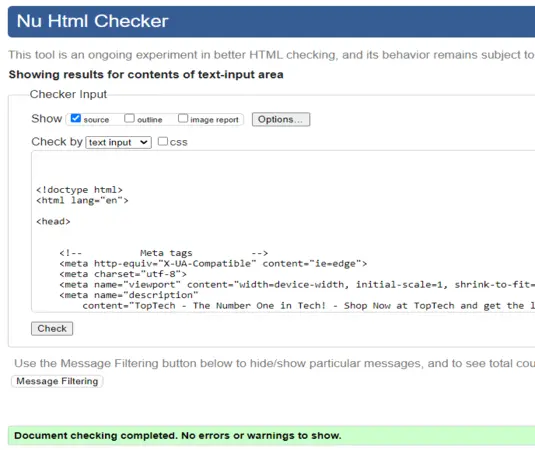 Nu Html Checker
This tool is an ongoing experiment in better HTML checking, and its behavior remains subject to
Showing results for contents of text-input area
Checker Input
Show source outline image report Options...
Check by text input css
<!doctype html>
<html lang="en">
<head>
<!-- Meta tags -->
<meta http-equiv="X-UA-Compatible" content="ie=edge">
<meta charset="utf-8">
<meta name="viewport" content="width=device-width, initial-scale=1, shrink-to-fit=
<meta name="description"
content="TopTech - The Number One in Tech! - Shop Now at TopTech and get the l
Check
Use the Message Filtering button below to hide/show particular messages, and to see total cou
Message Filtering
Document checking completed. No errors or warnings to show.